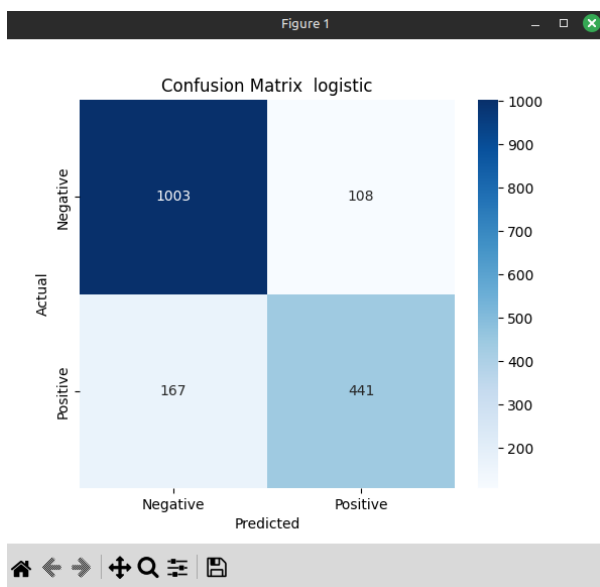 Figure 1
Confusion Matrix logistic
1000
900
800
700
600
500
400
300
200
Negative
1003
108
Actual
Positive
167
441
Negative Positive
Predicted